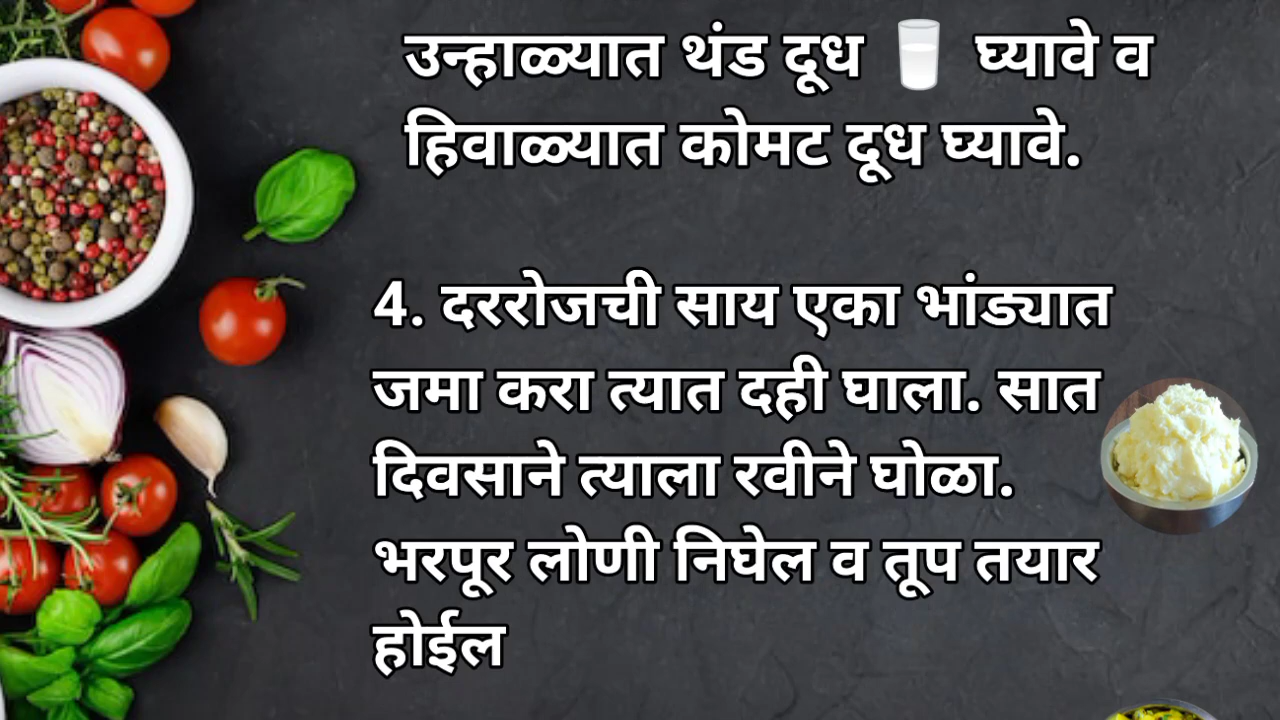 उन्हाळ्यात थंड दूध 🥛 घ्यावे व
हिवाळ्यात कोमट दूध घ्यावे.
4. दररोजची साय एका भांड्यात
जमा करा त्यात दही घाला. सात
दिवसाने त्याला रवीने घोळा.
भरपूर लोणी निघेल व तूप तयार
होईल